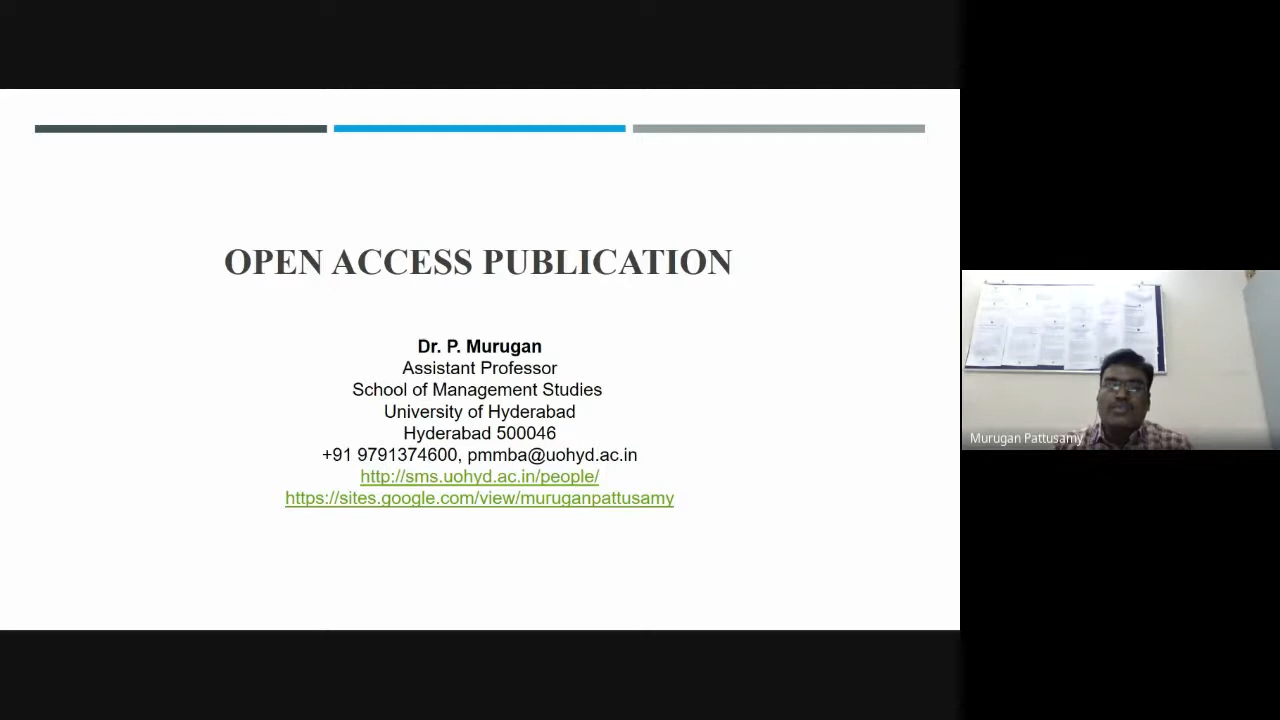 OPEN ACCESS PUBLICATION
Dr. P. Murugan
Assistant Professor
School of Management Studies
University of Hyderabad
Hyderabad 500046
+91 9791374600, pmmba@uohyd.ac.in
http://sms.uohyd.ac.in/people/
https://sites.google.com/view/muruganpattusamy
Murugan Pattusamy